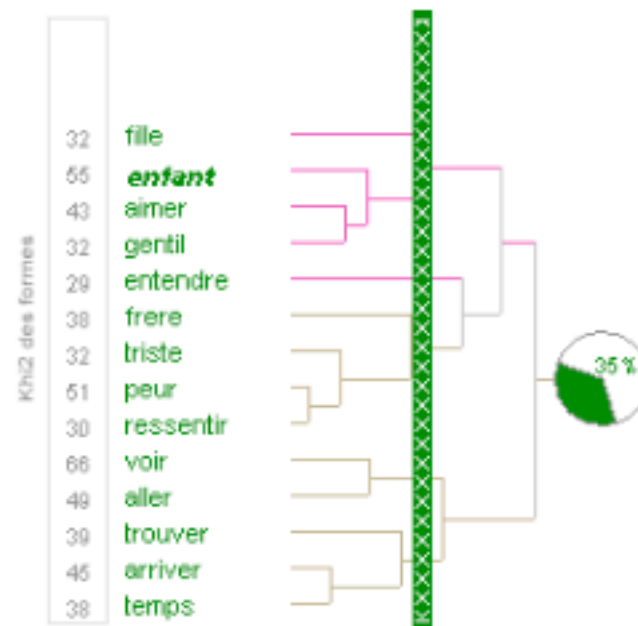 Khi2 des formes
32 fille
55 enfant
43 aimer
32 gentil
29 entendre
38 frere
32 triste
51 peur
30 ressentir
66 voir
49 aller
39 trouver
45 arriver
38 temps
35 %